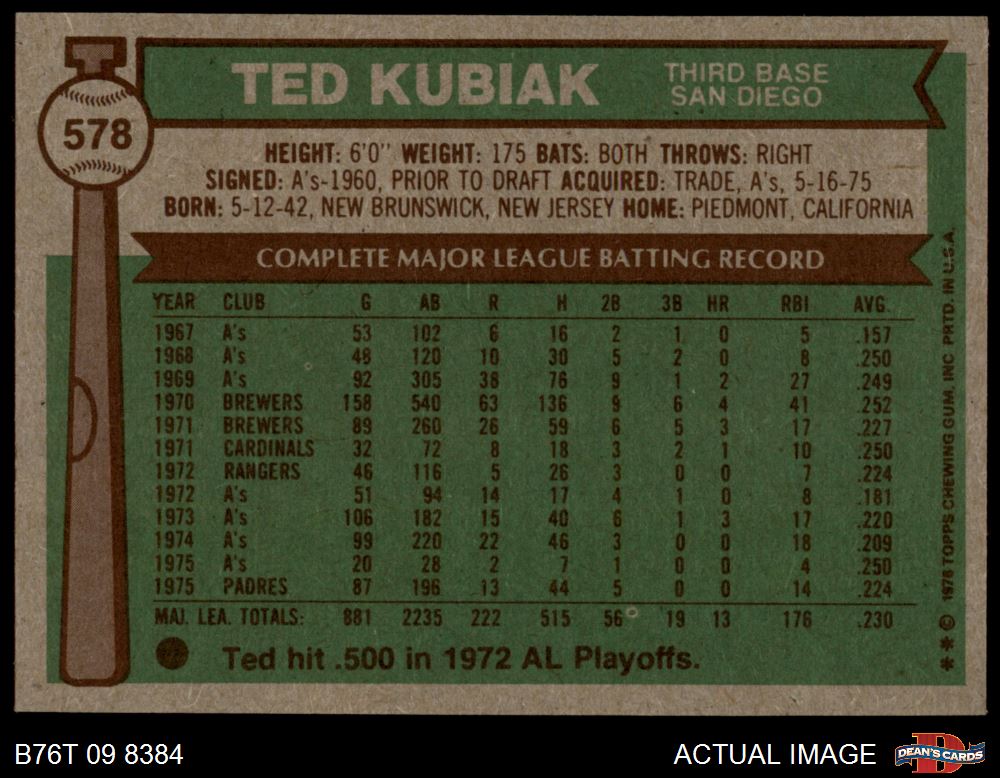 578
TED KUBIAK
THIRD BASE
SAN DIEGO
HEIGHT: 6'0" WEIGHT: 175 BATS: BOTH THROWS: RIGHT
SIGNED: A's-1960, PRIOR TO DRAFT ACQUIRED: TRADE, A's, 5-16-75
BORN: 5-12-42, NEW BRUNSWICK, NEW JERSEY HOME: PIEDMONT, CALIFORNIA
COMPLETE MAJOR LEAGUE BATTING RECORD
YEAR CLUB G AB R H 2B 3B HR RBI AVG.
1967 A's 53 102 6 16 2 1 0 5 .157
1968 A's 48 120 10 30 5 2 0 8 .250
1969 A's 92 305 38 76 9 1 2 27 .249
1970 BREWERS 158 540 63 136 9 6 4 41 .252
1971 BREWERS 89 260 26 59 6 5 3 17 .227
1971 CARDINALS 32 72 8 18 3 2 1 10 .250
1972 RANGERS 46 116 5 26 3 0 0 7 .224
1972 A's 51 94 14 17 4 1 0 8 .181
1973 A's 106 182 15 40 6 1 3 17 .220
1974 A's 99 220 22 46 3 0 0 18 .209
1975 A's 20 28 2 7 1 0 0 4 .250
1975 PADRES 87 196 13 44 5 0 0 14 .224
MAJ. LEA. TOTALS: 881 2235 222 515 56 19 13 176 .230
Ted hit .500 in 1972 AL Playoffs.
** © 1976 TOPPS CHEWING GUM, INC PRTD. IN U.S.A.
B76T 09 8384
ACTUAL IMAGE
D
DEAN'S CARDS